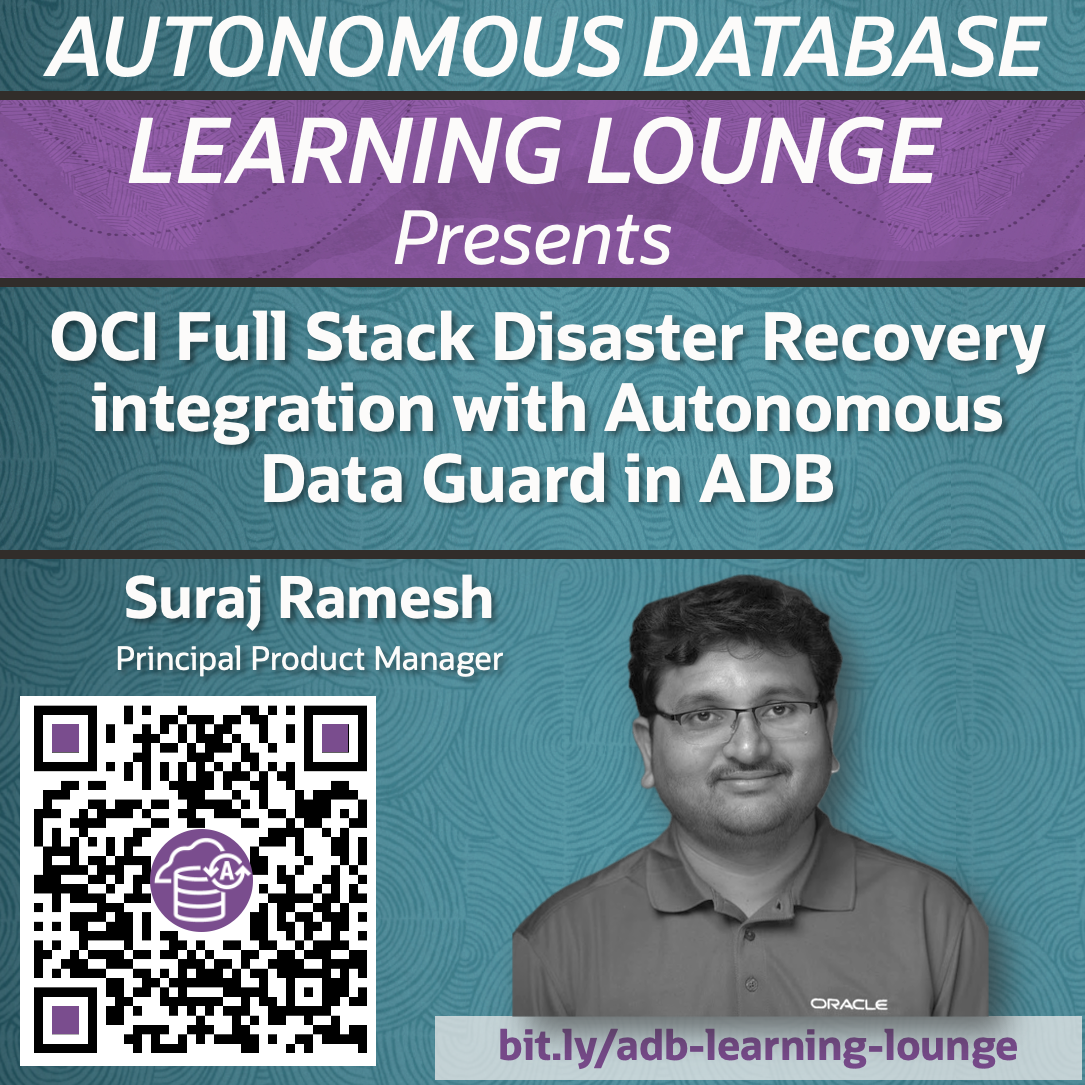 AUTONOMOUS DATABASE
LEARNING LOUNGE
Presents
OCI Full Stack Disaster Recovery
integration with Autonomous
Data Guard in ADB
Suraj Ramesh
Principal Product Manager
A
ORACLE
bit.ly/adb-learning-lounge